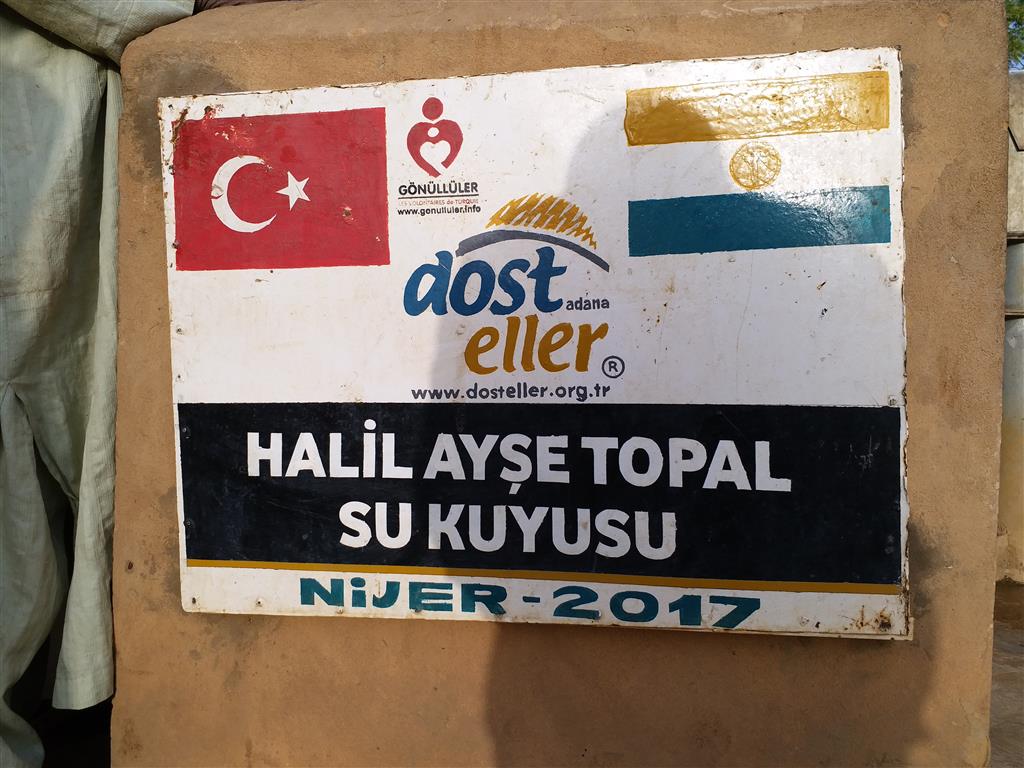 GÖNÜLLÜLER
LES VOLONTAIRES de TURQUIE
www.gonulluler.info
dost
adana
eller ®
www.dosteller.org.tr
HALİL AYŞE TOPAL
SU KUYUSU
NİJER-2017